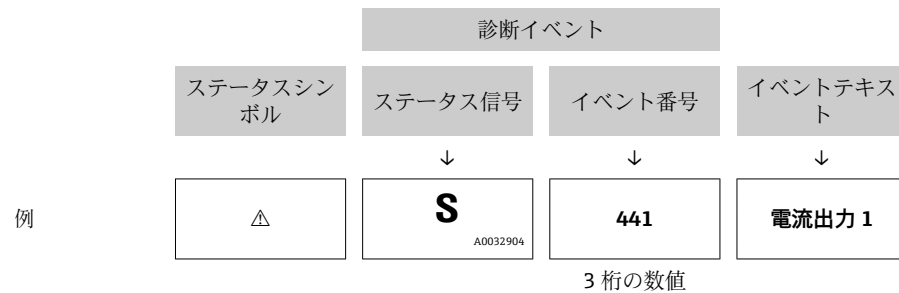 診断イベント
ステータスシン
ボル
ステータス信号
イベント番号
イベントテキス
ト
↓
↓
↓
例
⚠
S
A0032904
441
電流出力 1
3 桁の数値